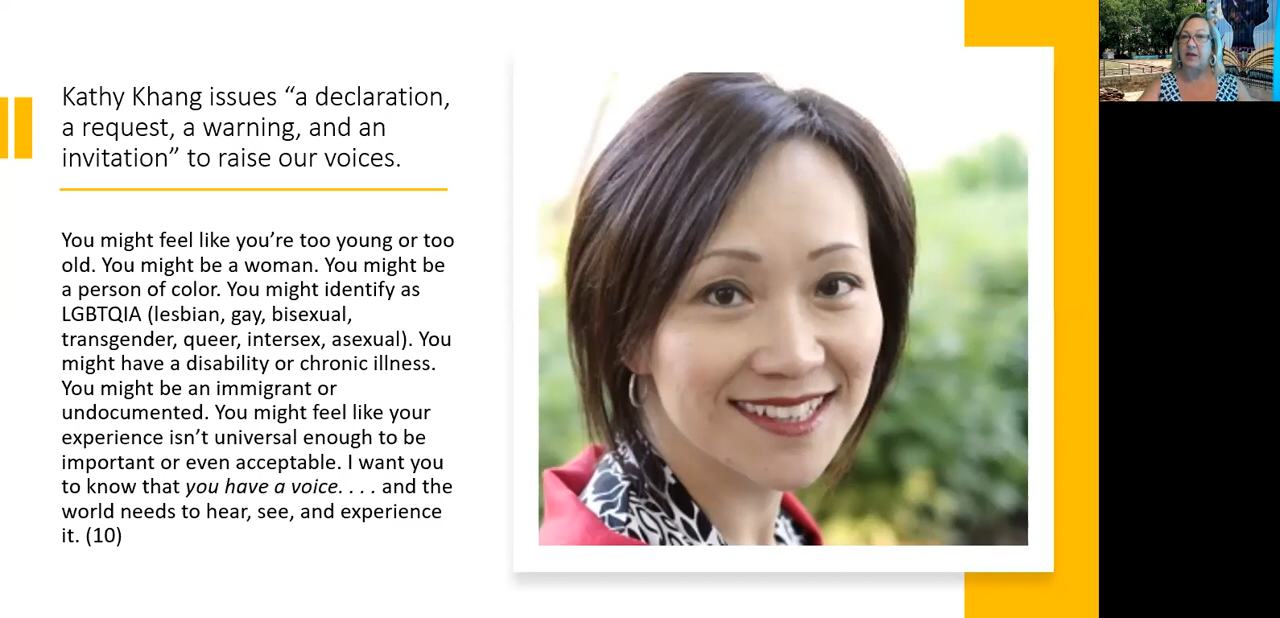 Kathy Khang issues “a declaration,
a request, a warning, and an
invitation” to raise our voices.
You might feel like you’re too young or too
old. You might be a woman. You might be
a person of color. You might identify as
LGBTQIA (lesbian, gay, bisexual,
transgender, queer, intersex, asexual). You
might have a disability or chronic illness.
You might be an immigrant or
undocumented. You might feel like your
experience isn’t universal enough to be
important or even acceptable. I want you
to know that you have a voice. . . . and the
world needs to hear, see, and experience
it. (10)